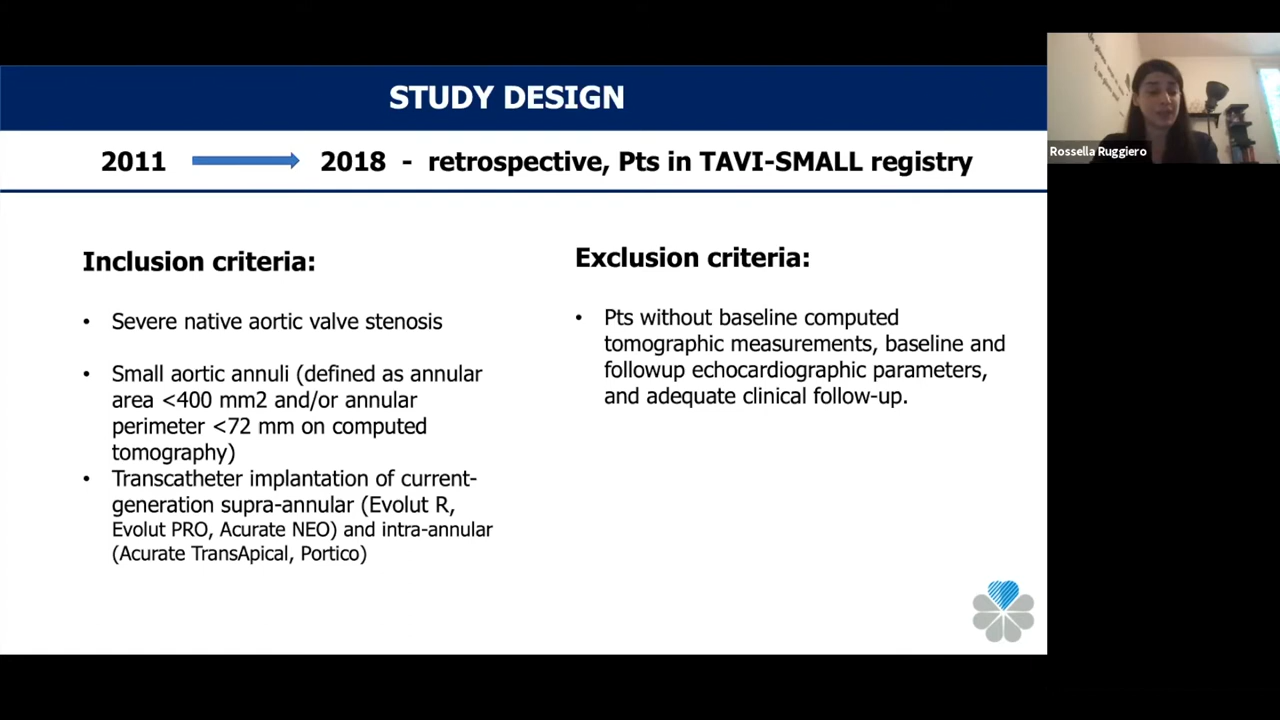 STUDY DESIGN
2011 2018 - retrospective, Pts in TAVI-SMALL registry
Inclusion criteria:
• Severe native aortic valve stenosis
• Small aortic annuli (defined as annular
area <400 mm2 and/or annular
perimeter <72 mm on computed
tomography)
• Transcatheter implantation of current-
generation supra-annular (Evolut R,
Evolut PRO, Acurate NEO) and intra-annular
(Acurate TransApical, Portico)
Exclusion criteria:
• Pts without baseline computed
tomographic measurements, baseline and
followup echocardiographic parameters,
and adequate clinical follow-up.
Rossella Ruggiero